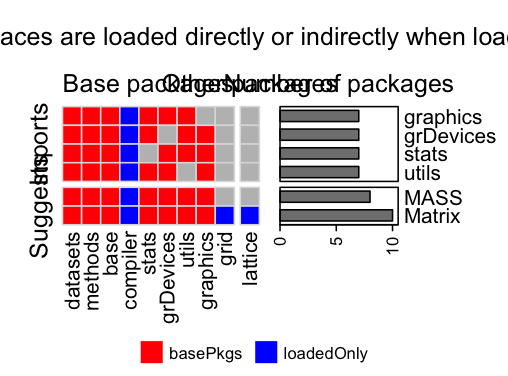 aces are loaded directly or indirectly when loa
Base packages
Other packages
Number of packages
Imports
Suggests
graphics
grDevices
stats
utils
MASS
Matrix
datasets
methods
base
compiler
stats
grDevices
utils
graphics
grid
lattice
0 5 10
basePkgs loadedOnly